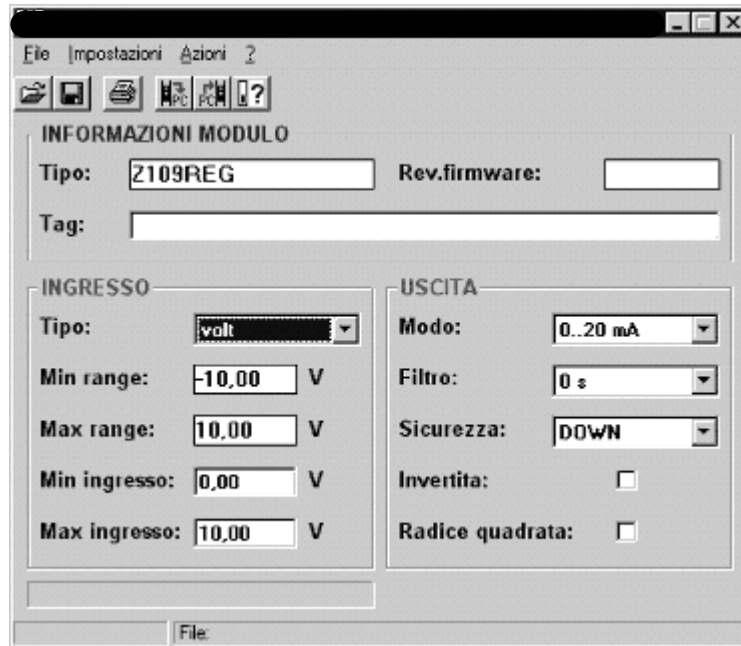 File Impostazioni Azioni ?
PC PC ?
INFORMAZIONI MODULO
Tipo: Z109REG Rev.firmware:
Tag:
INGRESSO
Tipo: volt
Min range: -10,00 V
Max range: 10,00 V
Min ingresso: 0,00 V
Max ingresso: 10,00 V
USCITA
Modo: 0..20 mA
Filtro: 0 s
Sicurezza: DOWN
Invertita:
Radice quadrata:
File: